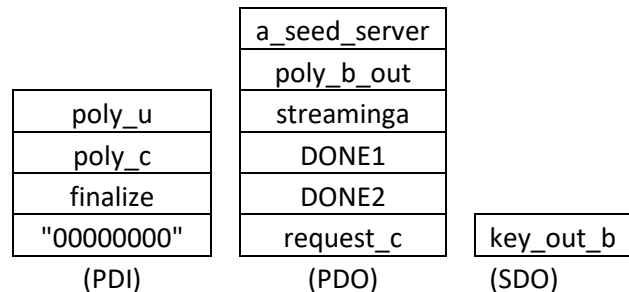 a_seed_server
poly_b_out
poly_u streaminga
poly_c DONE1
finalize DONE2
"00000000" request_c key_out_b
(PDI) (PDO) (SDO)